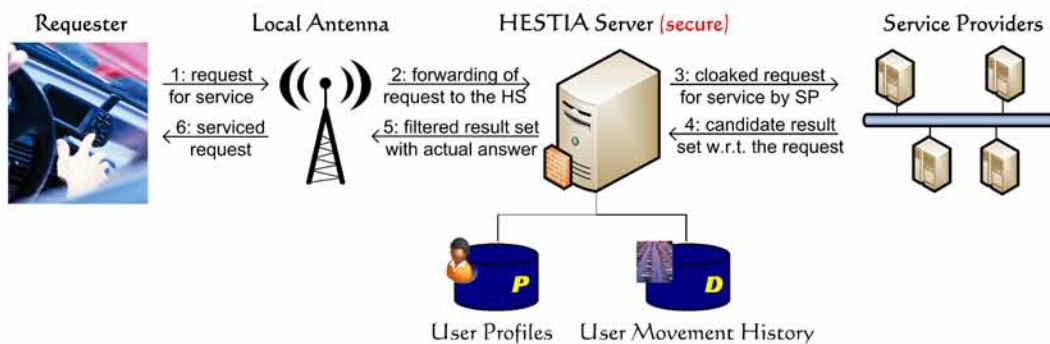 Requester
Local Antenna
HESTIA Server (secure)
Service Providers
1: request
for service
6: serviced
request
2: forwarding of
request to the HS
5: filtered result set
with actual answer
3: cloaked request
for service by SP
4: candidate result
set w.r.t. the request
P
D
User Profiles
User Movement History